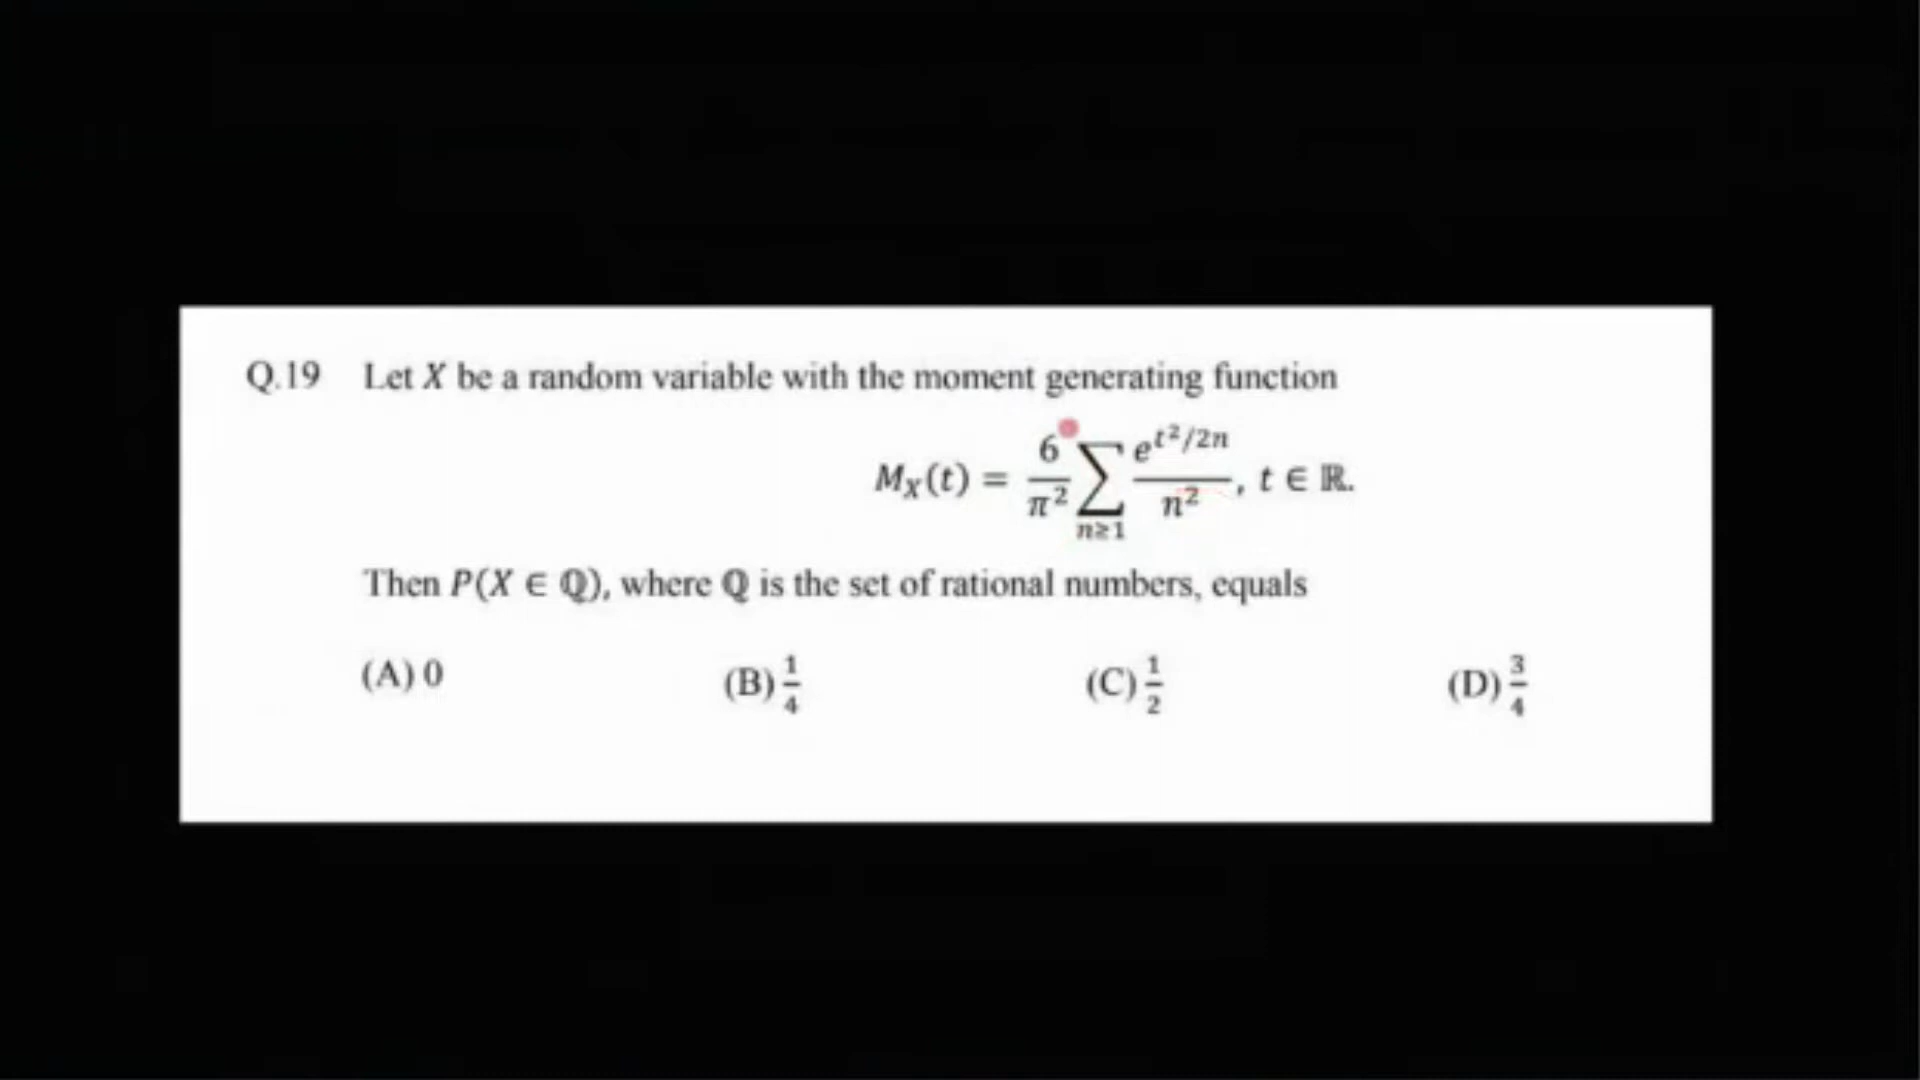 Q.19 Let X be a random variable with the moment generating function
M_X(t) = 6/π² ∑_{n≥1} e^{t²/2n}/n², t ∈ ℝ.
Then P(X ∈ ℚ), where ℚ is the set of rational numbers, equals
(A) 0 (B) 1/4 (C) 1/2 (D) 3/4